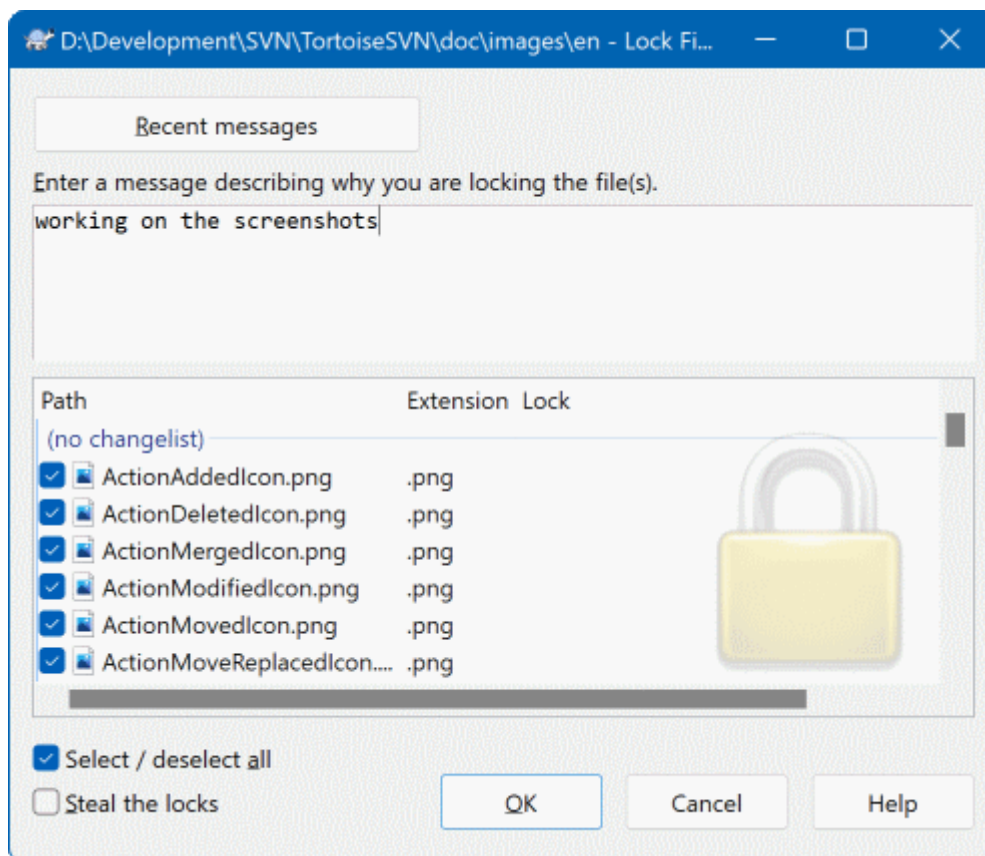 D:\Development\SVN\TortoiseSVN\doc\images\en - Lock Fi...
Recent messages
Enter a message describing why you are locking the file(s).
working on the screenshots
Path Extension Lock
(no changelist)
ActionAddedIcon.png .png
ActionDeletedIcon.png .png
ActionMergedIcon.png .png
ActionModifiedIcon.png .png
ActionMovedIcon.png .png
ActionMoveReplacedIcon.... .png
Select / deselect all
Steal the locks
OK Cancel Help